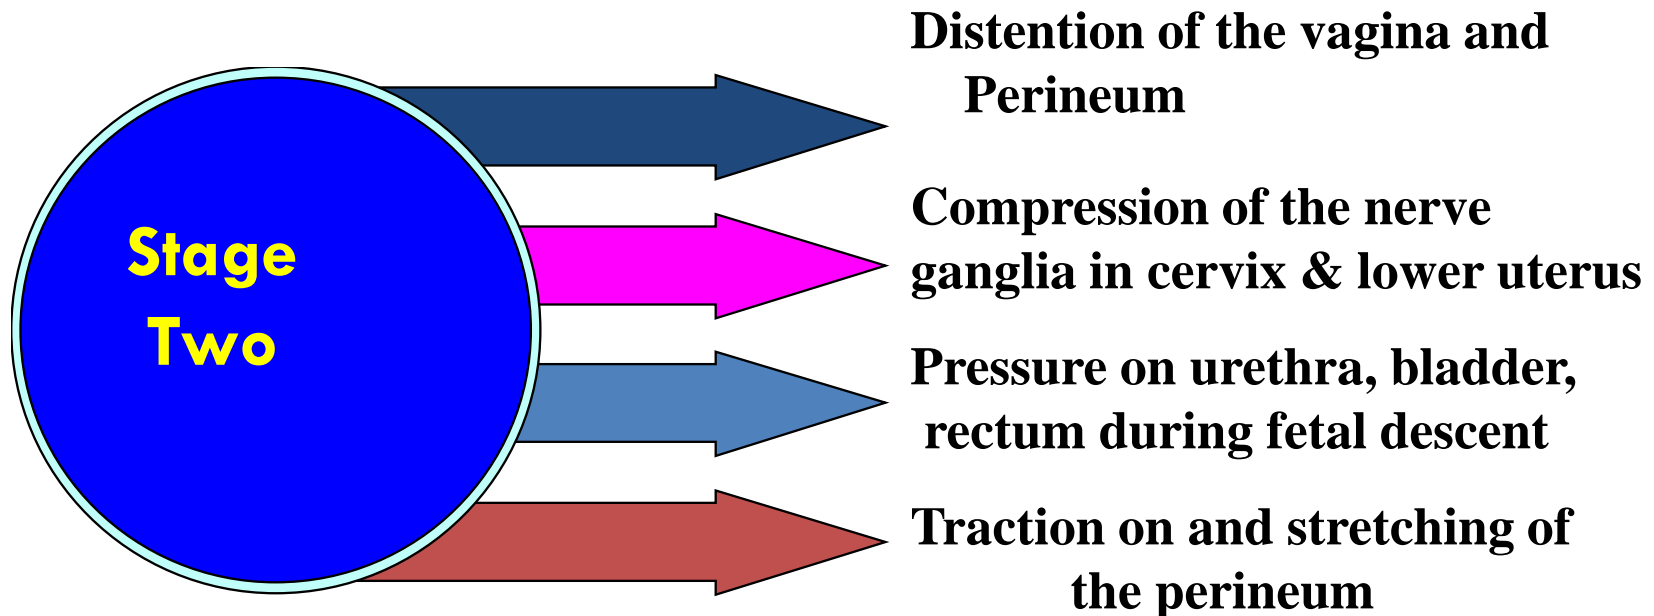 Stage
Two
Distention of the vagina and
Perineum
Compression of the nerve
ganglia in cervix & lower uterus
Pressure on urethra, bladder,
rectum during fetal descent
Traction on and stretching of
the perineum